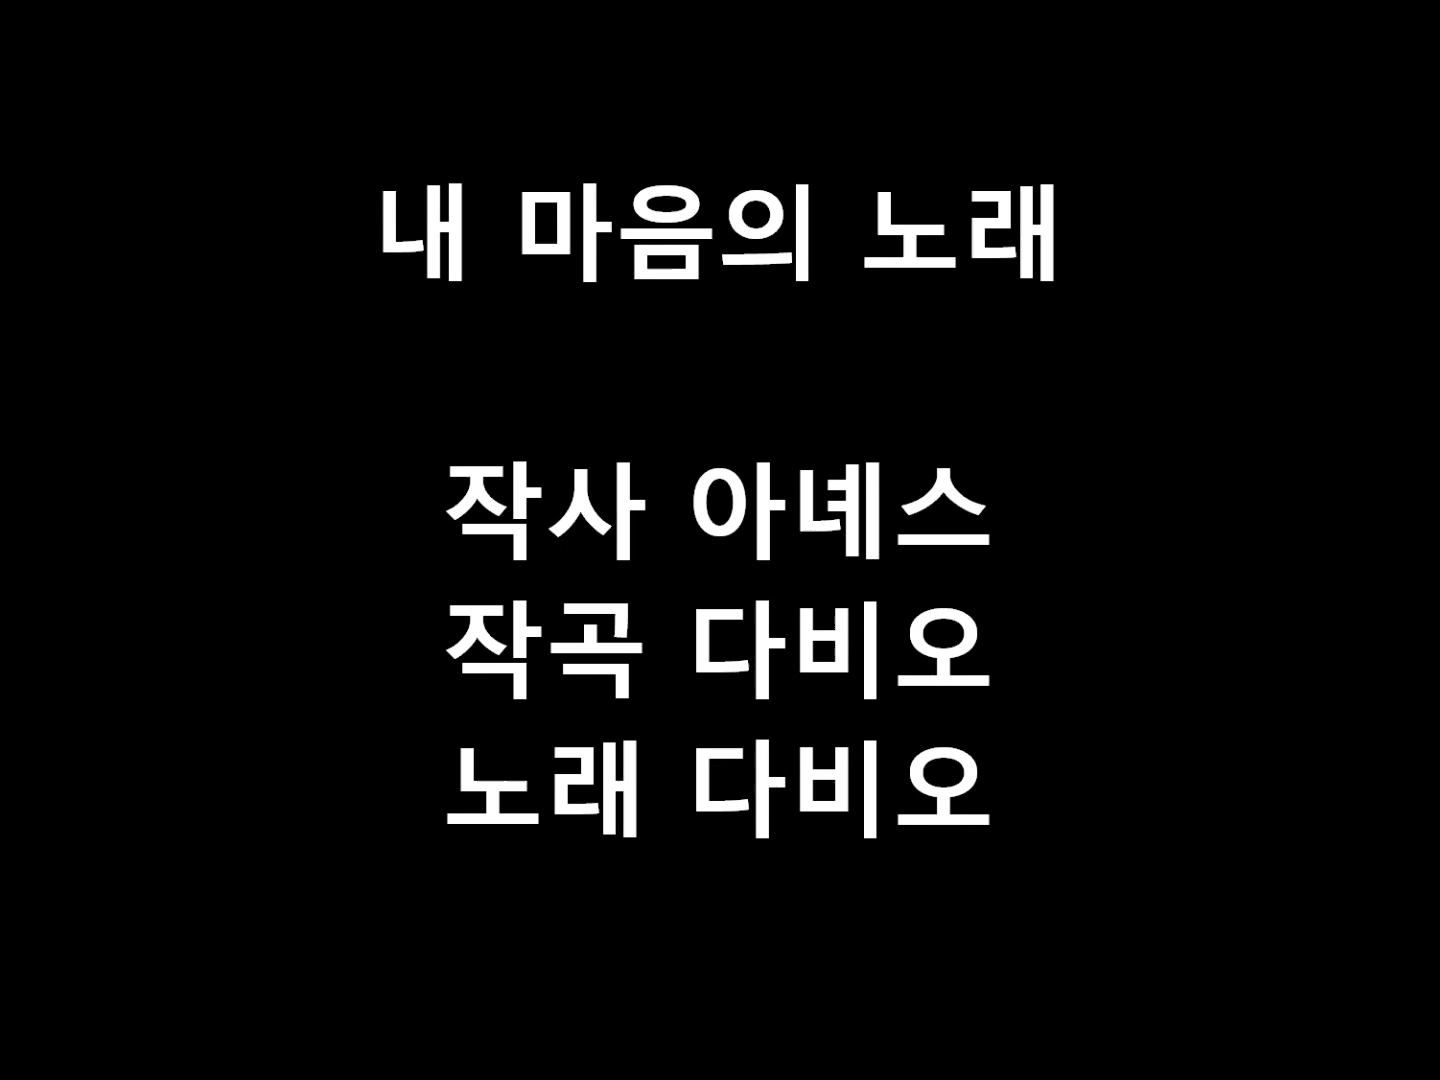 내 마음의 노래
작사 아녜스
작곡 다비오
노래 다비오